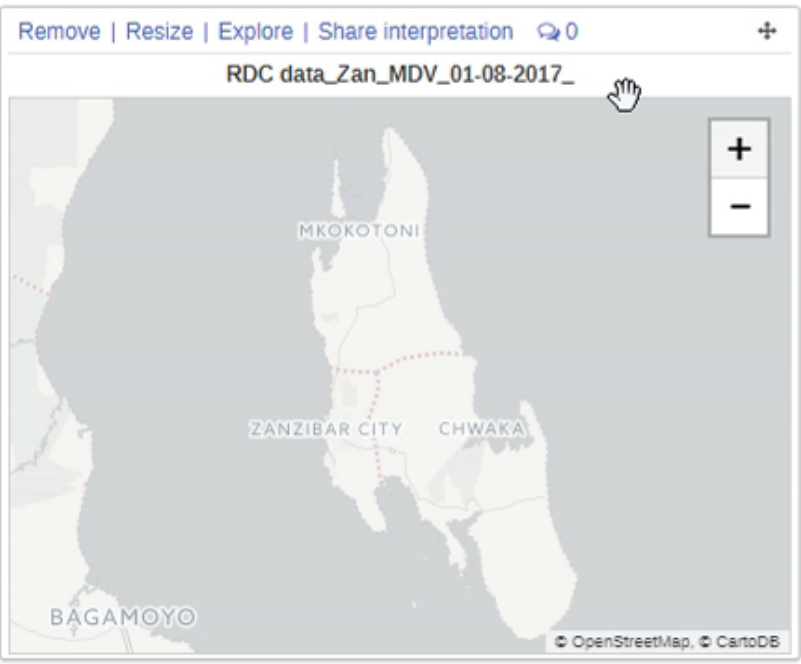 Remove | Resize | Explore | Share interpretation 0
RDC data_Zan_MDV_01-08-2017_
+
−
MKOKOTONI
ZANZIBAR CITY CHWAKA
BAGAMOYO
© OpenStreetMap, © CartoDB